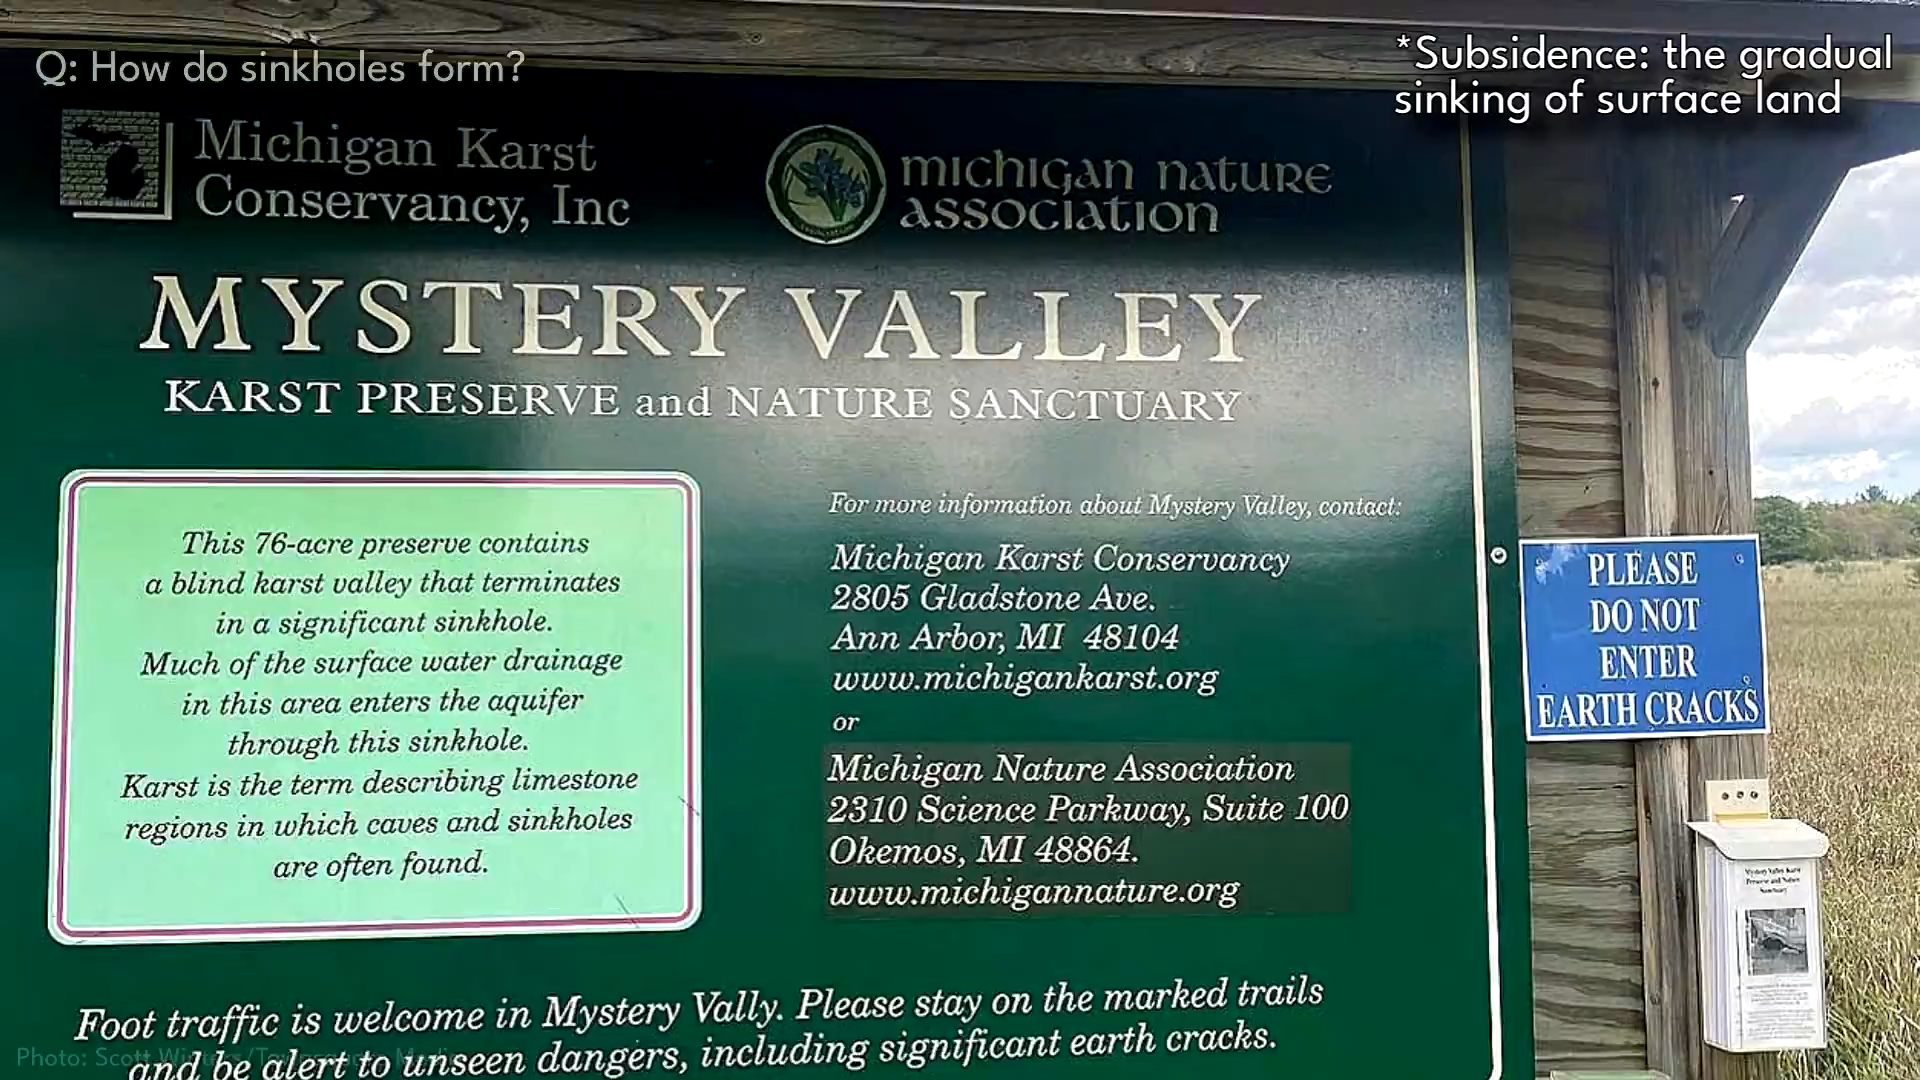 Q: How do sinkholes form?
*Subsidence: the gradual
sinking of surface land
Michigan Karst
Conservancy, Inc
michigan nature
association
MYSTERY VALLEY
KARST PRESERVE and NATURE SANCTUARY
This 76-acre preserve contains
a blind karst valley that terminates
in a significant sinkhole.
Much of the surface water drainage
in this area enters the aquifer
through this sinkhole.
Karst is the term describing limestone
regions in which caves and sinkholes
are often found.
For more information about Mystery Valley, contact:
Michigan Karst Conservancy
2805 Gladstone Ave.
Ann Arbor, MI 48104
www.michigankarst.org
or
Michigan Nature Association
2310 Science Parkway, Suite 100
Okemos, MI 48864.
www.michigannature.org
Foot traffic is welcome in Mystery Vally. Please stay on the marked trails
and be alert to unseen dangers, including significant earth cracks.
PLEASE
DO NOT
ENTER
EARTH CRACKS
Mystery Valley Karst
Preserve and Nature
Sanctuary
Photo: Scott